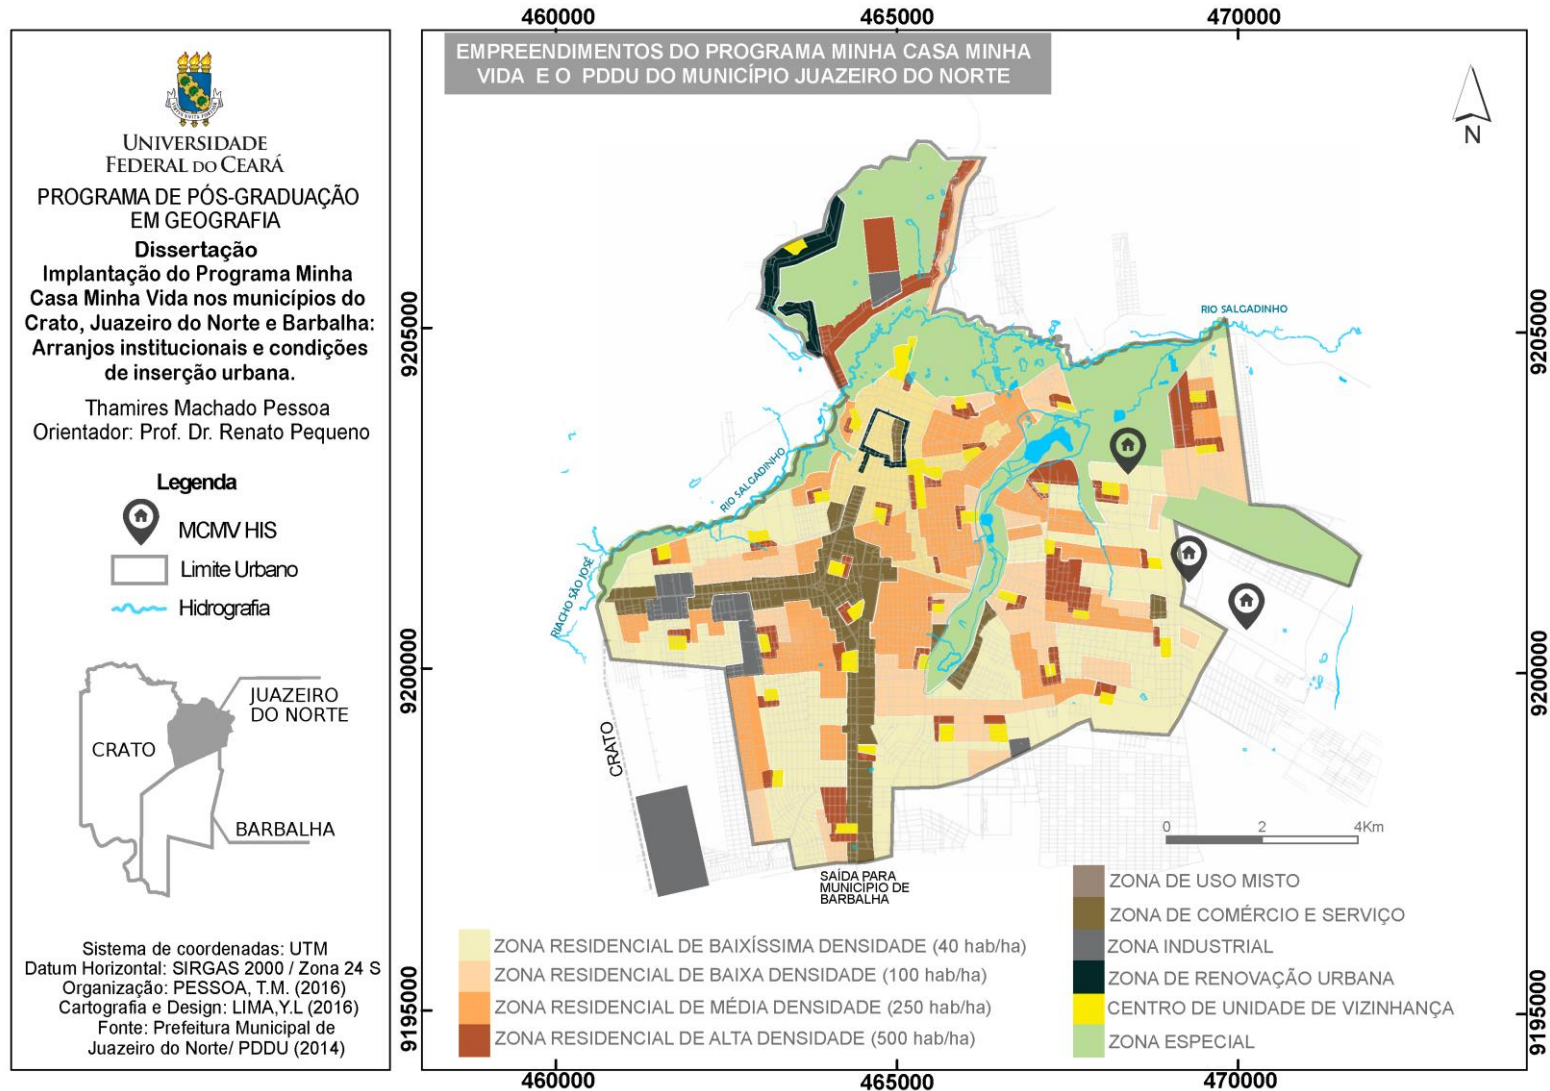 UNIVERSIDADE
FEDERAL DO CEARÁ
PROGRAMA DE PÓS-GRADUAÇÃO
EM GEOGRAFIA
Dissertação
Implantação do Programa Minha
Casa Minha Vida nos municípios do
Crato, Juazeiro do Norte e Barbalha:
Arranjos institucionais e condições
de inserção urbana.
Thamires Machado Pessoa
Orientador: Prof. Dr. Renato Pequeno
Legenda
MCMV HIS
Limite Urbano
Hidrografia
JUAZEIRO
DO NORTE
CRATO
BARBALHA
Sistema de coordenadas: UTM
Datum Horizontal: SIRGAS 2000 / Zona 24 S
Organização: PESSOA, T.M. (2016)
Cartografia e Design: LIMA,Y.L (2016)
Fonte: Prefeitura Municipal de
Juazeiro do Norte/ PDDU (2014)
460000
465000
470000
EMPREENDIMENTOS DO PROGRAMA MINHA CASA MINHA
VIDA E O PDDU DO MUNICÍPIO JUAZEIRO DO NORTE
N
9205000
9205000
RIO SALGADINHO
RIO SALGADINHO
RIACHO SÃO JOSÉ
9200000
9200000
CRATO
0 2 4Km
SAÍDA PARA
MUNICÍPIO DE
BARBALHA
ZONA RESIDENCIAL DE BAIXÍSSIMA DENSIDADE (40 hab/ha)
ZONA RESIDENCIAL DE BAIXA DENSIDADE (100 hab/ha)
ZONA RESIDENCIAL DE MÉDIA DENSIDADE (250 hab/ha)
ZONA RESIDENCIAL DE ALTA DENSIDADE (500 hab/ha)
ZONA DE USO MISTO
ZONA DE COMÉRCIO E SERVIÇO
ZONA INDUSTRIAL
ZONA DE RENOVAÇÃO URBANA
CENTRO DE UNIDADE DE VIZINHANÇA
ZONA ESPECIAL
9195000
9195000
460000
465000
470000